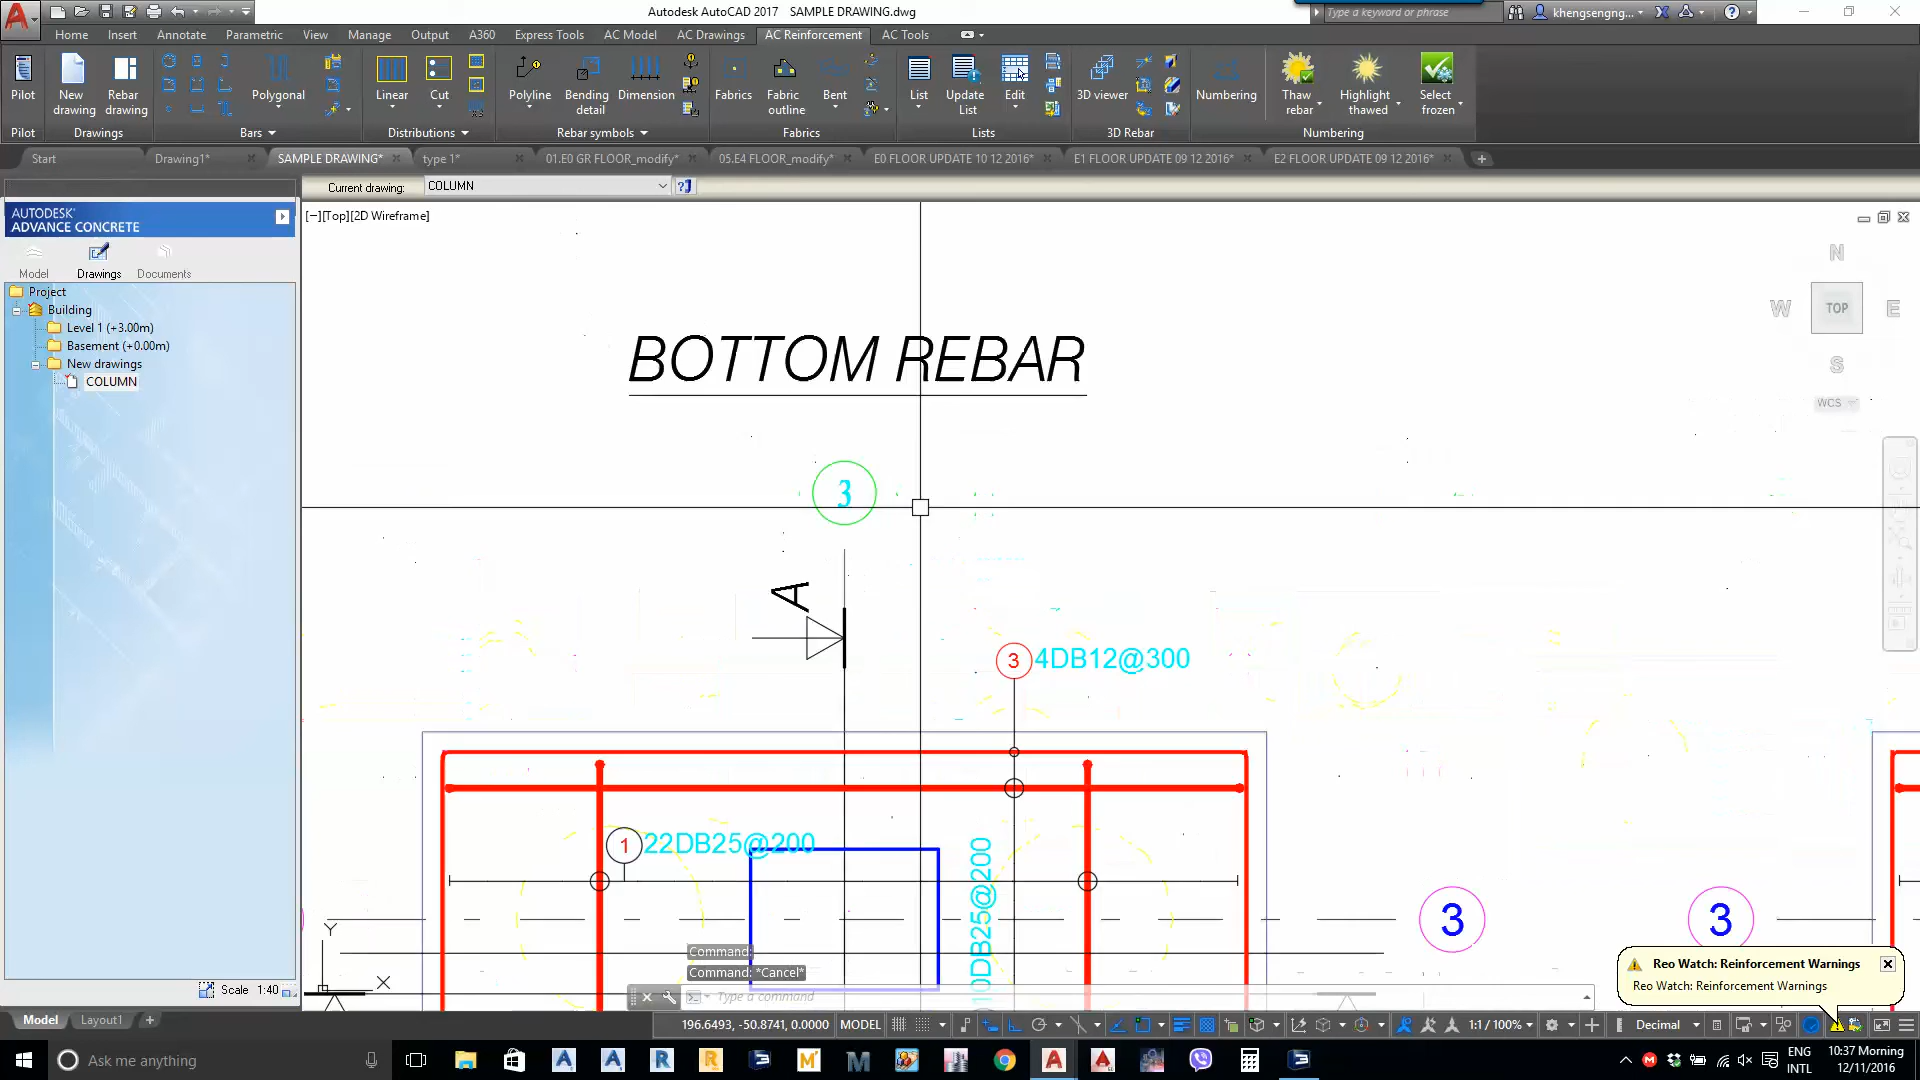 Autodesk AutoCAD 2017 SAMPLE DRAWING.dwg
Type a keyword or phrase
khengsengng...
Home Insert Annotate Parametric View Manage Output A360 Express Tools AC Model AC Drawings AC Reinforcement AC Tools
Pilot
New drawing
Rebar drawing
Polygonal
Linear
Cut
Polyline
Bending detail
Dimension
Fabrics
Fabric outline
Bent
List
Update List
Edit
3D viewer
Numbering
Thaw rebar
Highlight thawed
Select frozen
Pilot Drawings Bars Distributions Rebar symbols Fabrics Lists 3D Rebar Numbering
Start Drawing1* SAMPLE DRAWING* type 1* 01.E0 GR FLOOR_modify* 05.E4 FLOOR_modify* E0 FLOOR UPDATE 10 12 2016* E1 FLOOR UPDATE 09 12 2016* E2 FLOOR UPDATE 09 12 2016*
Current drawing: COLUMN
AUTODESK®
ADVANCE CONCRETE
Model Drawings Documents
Project
Building
Level 1 (+3.00m)
Basement (+0.00m)
New drawings
COLUMN
Scale 1:40
[−][Top][2D Wireframe]
N
W TOP E
S
WCS
BOTTOM REBAR
3
A
3 4DB12@300
1 22DB25@200
10DB25@200
3
3
Y
X
Command:
Command: *Cancel*
Type a command
Reo Watch: Reinforcement Warnings
Reo Watch: Reinforcement Warnings
Model Layout1
196.6493, -50.8741, 0.0000 MODEL 1:1 / 100% Decimal
Ask me anything
ENG
INTL
10:37 Morning
12/11/2016